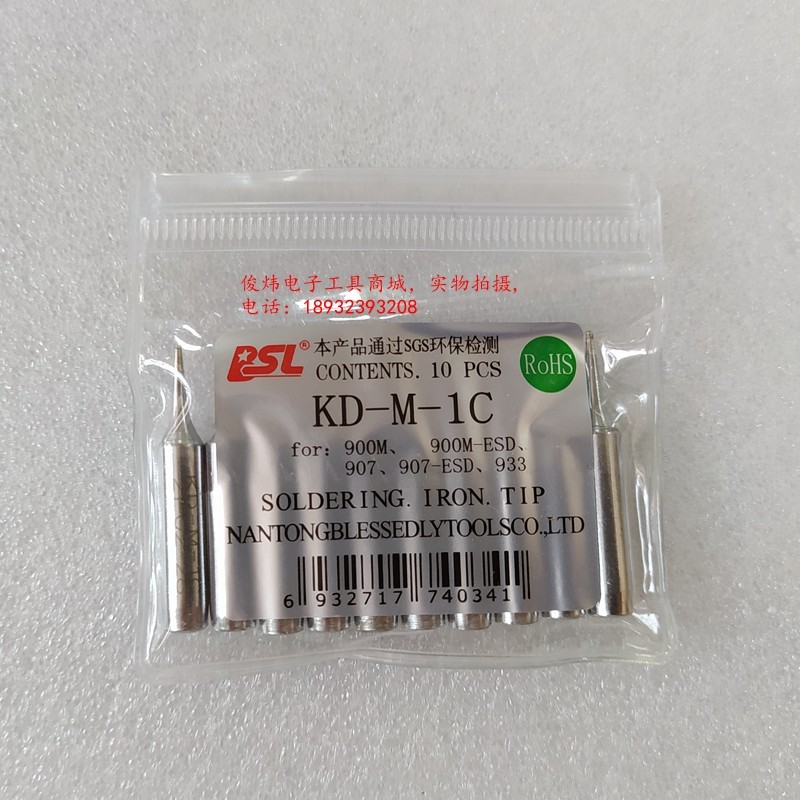 俊炜电子工具商城，实物拍摄，
电话：18932393208
BSL® 本产品通过SGS环保检测
CONTENTS. 10 PCS
RoHS
KD-M-1C
for: 900M、 900M-ESD、
907、907-ESD、933
SOLDERING. IRON. TIP
NANTONGBLESSEDLYTOOLSCO.,LTD
6 932717 740341